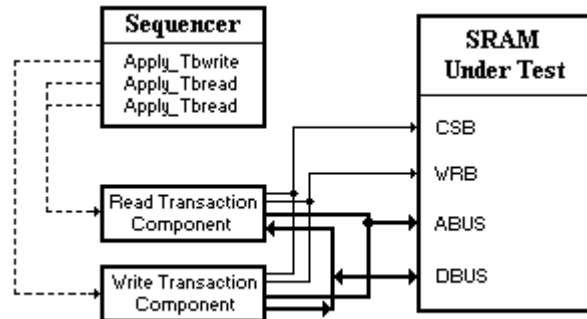 Sequencer
Apply_Tbwrite
Apply_Tbread
Apply_Tbread
SRAM
Under Test
CSB
WRB
ABUS
DBUS
Read Transaction
Component
Write Transaction
Component